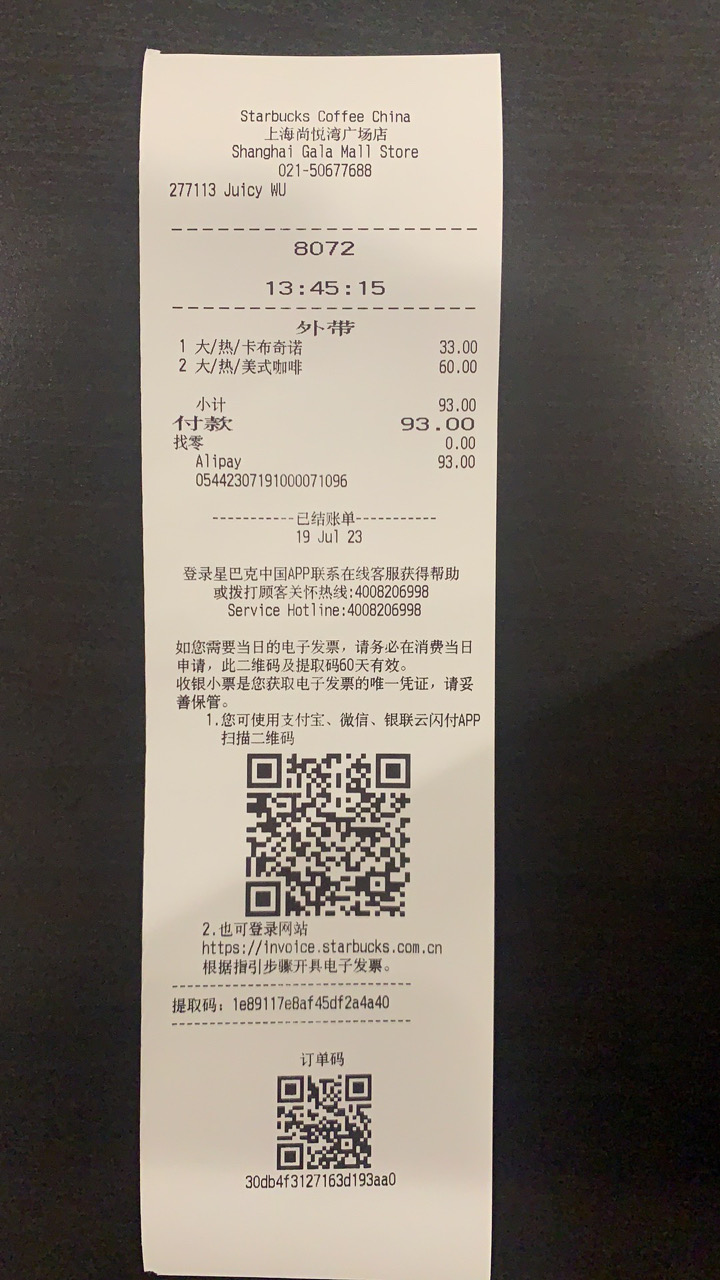 Starbucks Coffee China
上海尚悦湾广场店
Shanghai Gala Mall Store
021-50677688
277113 Juicy WU
8072
13:45:15
外带
1 大/热/卡布奇诺 33.00
2 大/热/美式咖啡 60.00
小计 93.00
付款 93.00
找零 0.00
Alipay 93.00
05442307191000071096
-----------已结账单-----------
19 Jul 23
登录星巴克中国APP联系在线客服获得帮助
或拨打顾客关怀热线:4008206998
Service Hotline:4008206998
如您需要当日的电子发票，请务必在消费当日
申请，此二维码及提取码60天有效。
收银小票是您获取电子发票的唯一凭证，请妥
善保管。
1.您可使用支付宝、微信、银联云闪付APP
扫描二维码
2.也可登录网站
https://invoice.starbucks.com.cn
根据指引步骤开具电子发票。
提取码：1e89117e8af45df2a4a40
订单码
30db4f3127163d193aa0